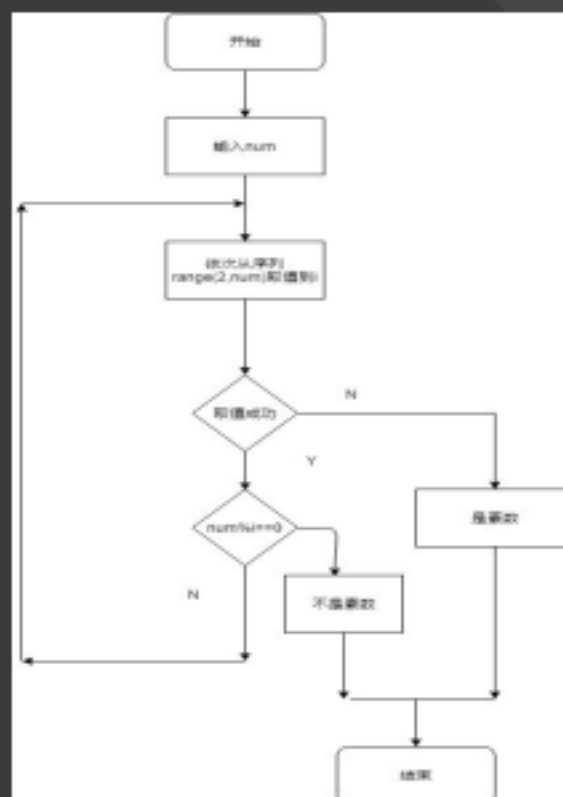 开始
输入num
依次从序列
range(2,num)取值到i
取值成功
N
Y
是素数
num%i==0
N
不是素数
结束